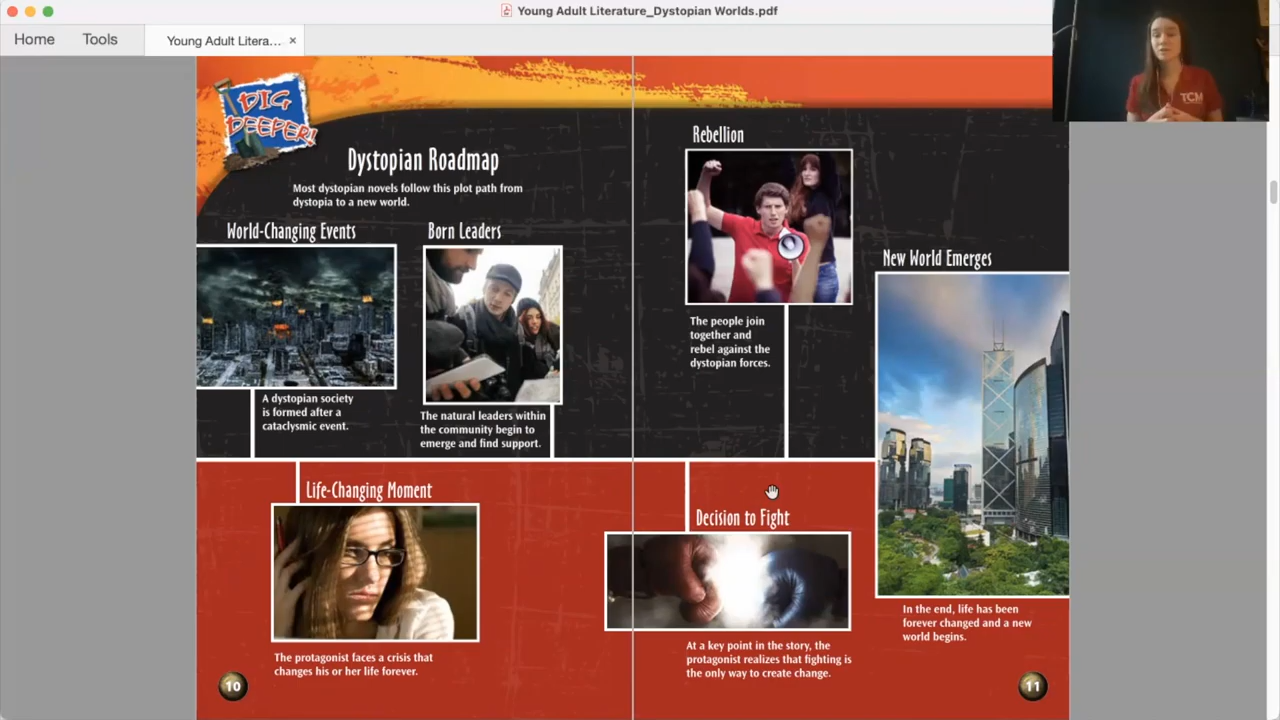 Young Adult Literature_Dystopian Worlds.pdf
Home
Tools
Young Adult Litera...
×
TCM
DIG
DEEPER!
Dystopian Roadmap
Most dystopian novels follow this plot path from
dystopia to a new world.
World-Changing Events
A dystopian society
is formed after a
cataclysmic event.
Born Leaders
The natural leaders within
the community begin to
emerge and find support.
Life-Changing Moment
The protagonist faces a crisis that
changes his or her life forever.
10
Rebellion
The people join
together and
rebel against the
dystopian forces.
Decision to Fight
At a key point in the story, the
protagonist realizes that fighting is
the only way to create change.
New World Emerges
In the end, life has been
forever changed and a new
world begins.
11